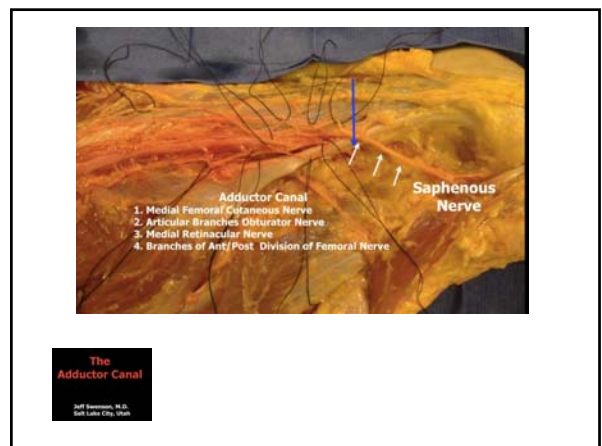 Saphenous
Nerve
Adductor Canal
1. Medial Femoral Cutaneous Nerve
2. Articular Branches Obturator Nerve
3. Medial Retinacular Nerve
4. Branches of Ant/Post Division of Femoral Nerve
The
Adductor Canal
Jeff Swenson, M.D.
Salt Lake City, Utah